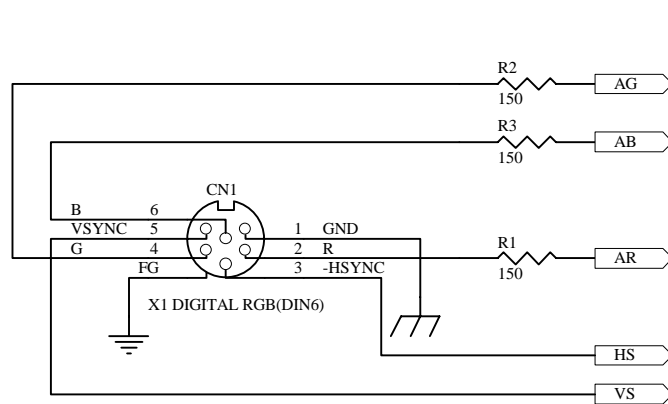 R2
AG
150
R3
AB
150
CN1
B 6
VSYNC 5 1 GND
G 4 2 R R1 AR
FG 3 -HSYNC 150
X1 DIGITAL RGB(DIN6)
HS
VS